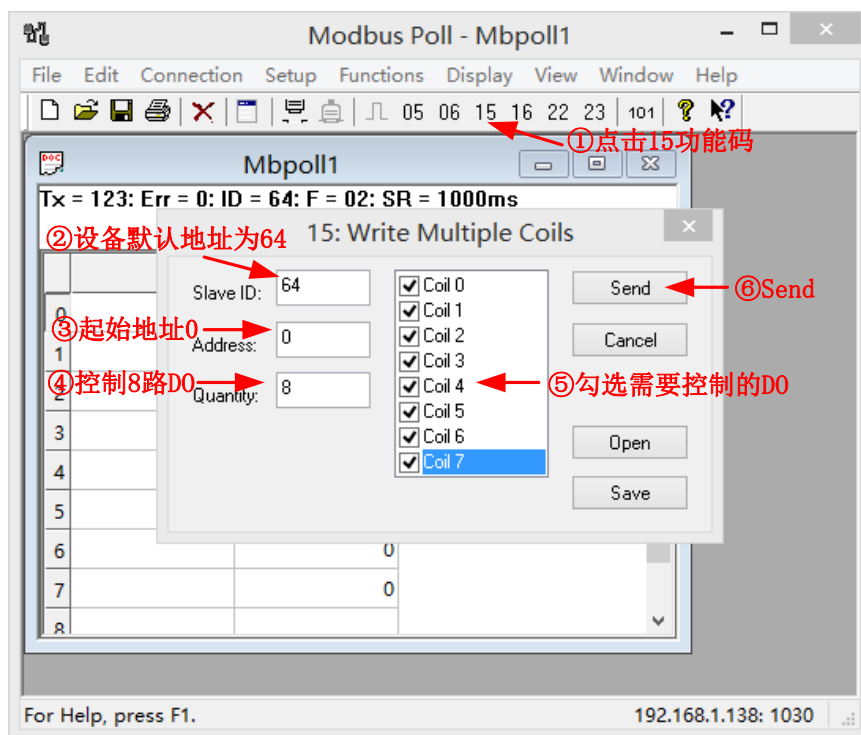 Modbus Poll - Mbpoll1
File Edit Connection Setup Functions Display View Window Help
05 06 15 16 22 23 101
①点击15功能码
Mbpoll1
Tx = 123: Err = 0: ID = 64: F = 02: SR = 1000ms
②设备默认地址为64
15: Write Multiple Coils
Slave ID: 64
③起始地址0
Address: 0
④控制8路DO
Quantity: 8
Coil 0
Coil 1
Coil 2
Coil 3
Coil 4
Coil 5
Coil 6
Coil 7
⑤勾选需要控制的DO
Send
⑥Send
Cancel
Open
Save
0
1
2
3
4
5
6 0
7 0
8
For Help, press F1.
192.168.1.138: 1030